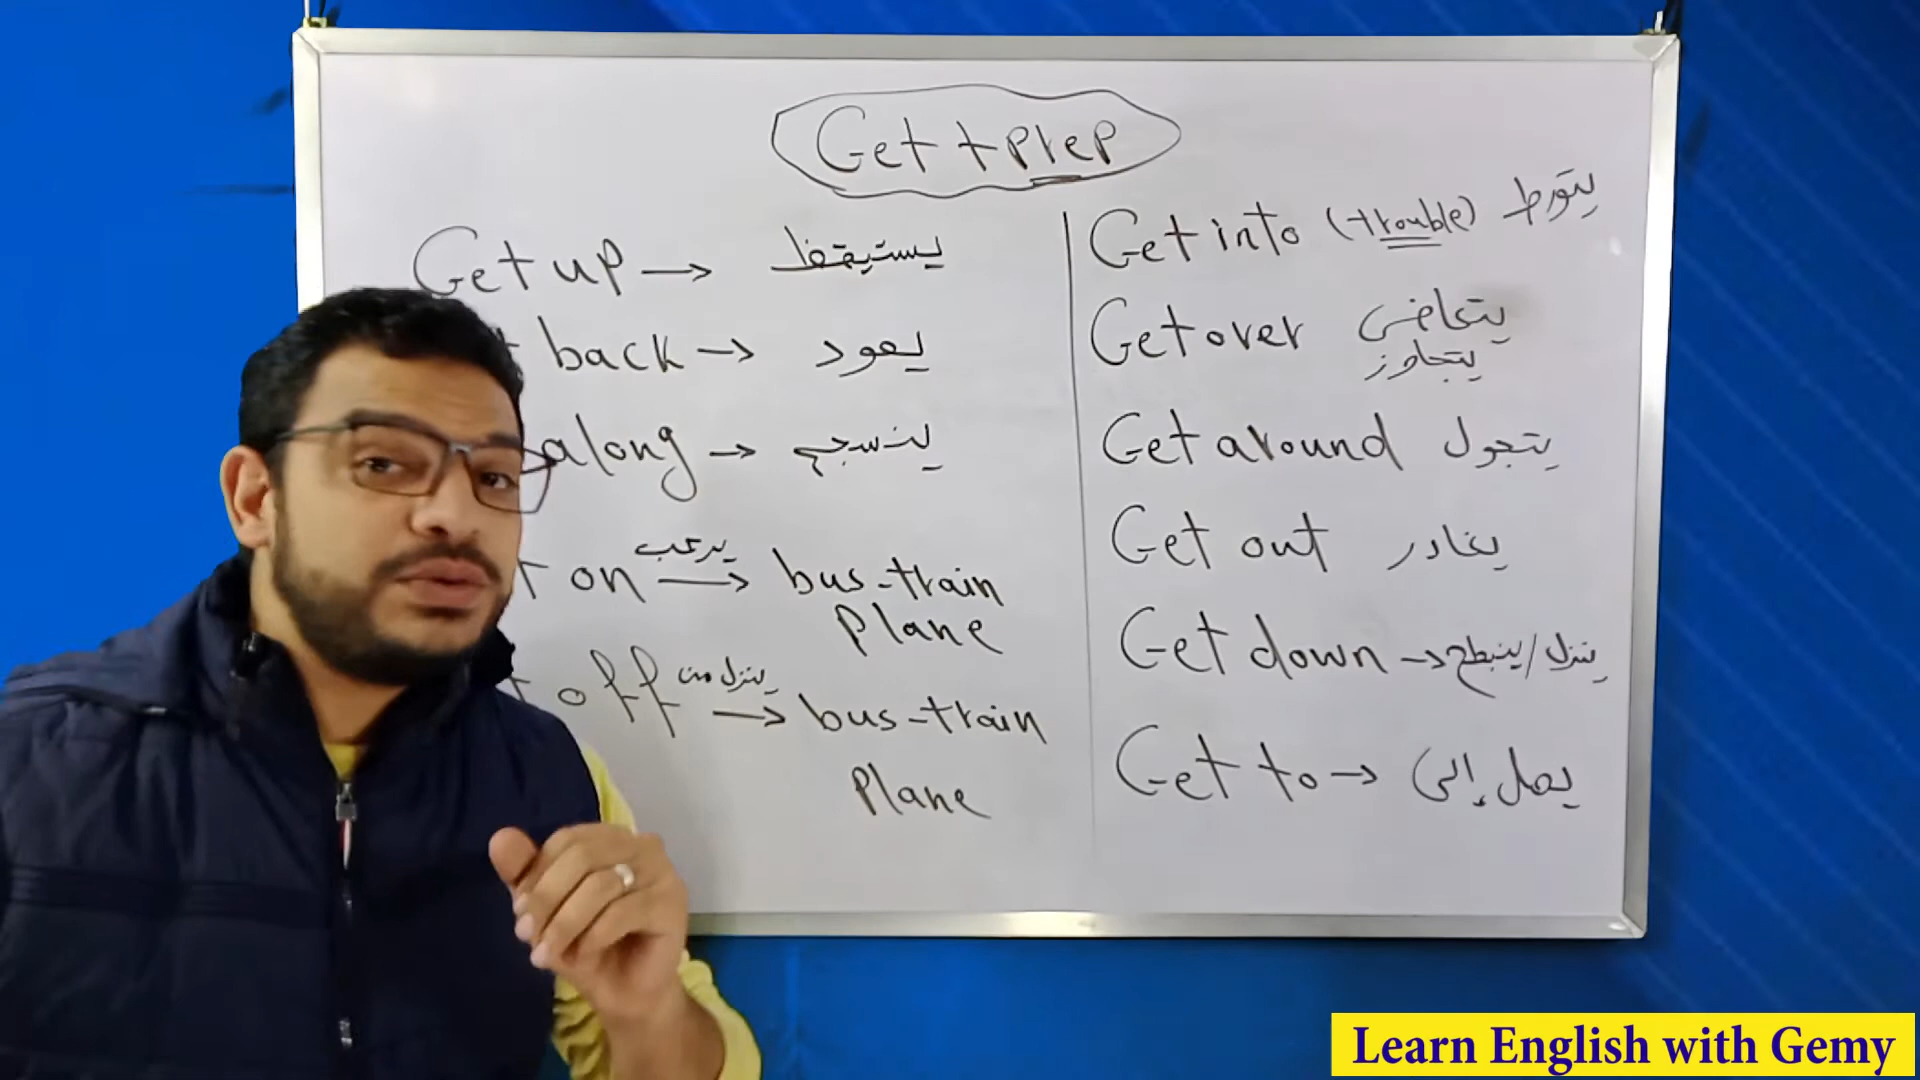 Get + prep
Get up → يستيقظ
back → يعود
along → ينسجم
on → يركب bus - train
plane
off → ينزل من bus - train
plane
Get into (trouble) يتورط
Get over يتعافى
يتجاوز
Get around يتجول
Get out يغادر
Get down → ينزل / ينبطح
Get to → يصل إلى
Learn English with Gemy